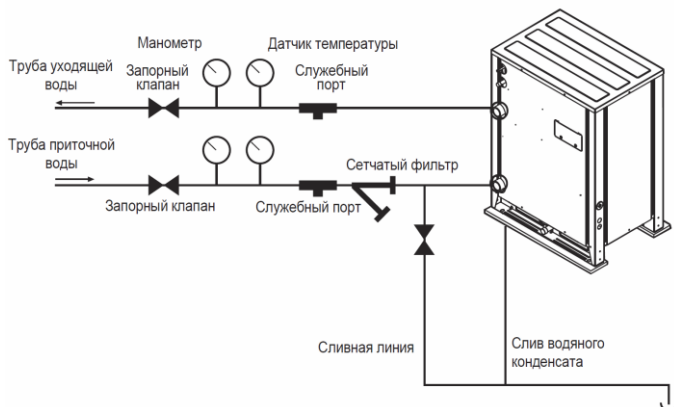 Манометр
Датчик температуры
Труба уходящей
воды
Запорный
клапан
Служебный
порт
Труба приточной
воды
Сетчатый фильтр
Запорный клапан
Служебный порт
Сливная линия
Слив водяного
конденсата